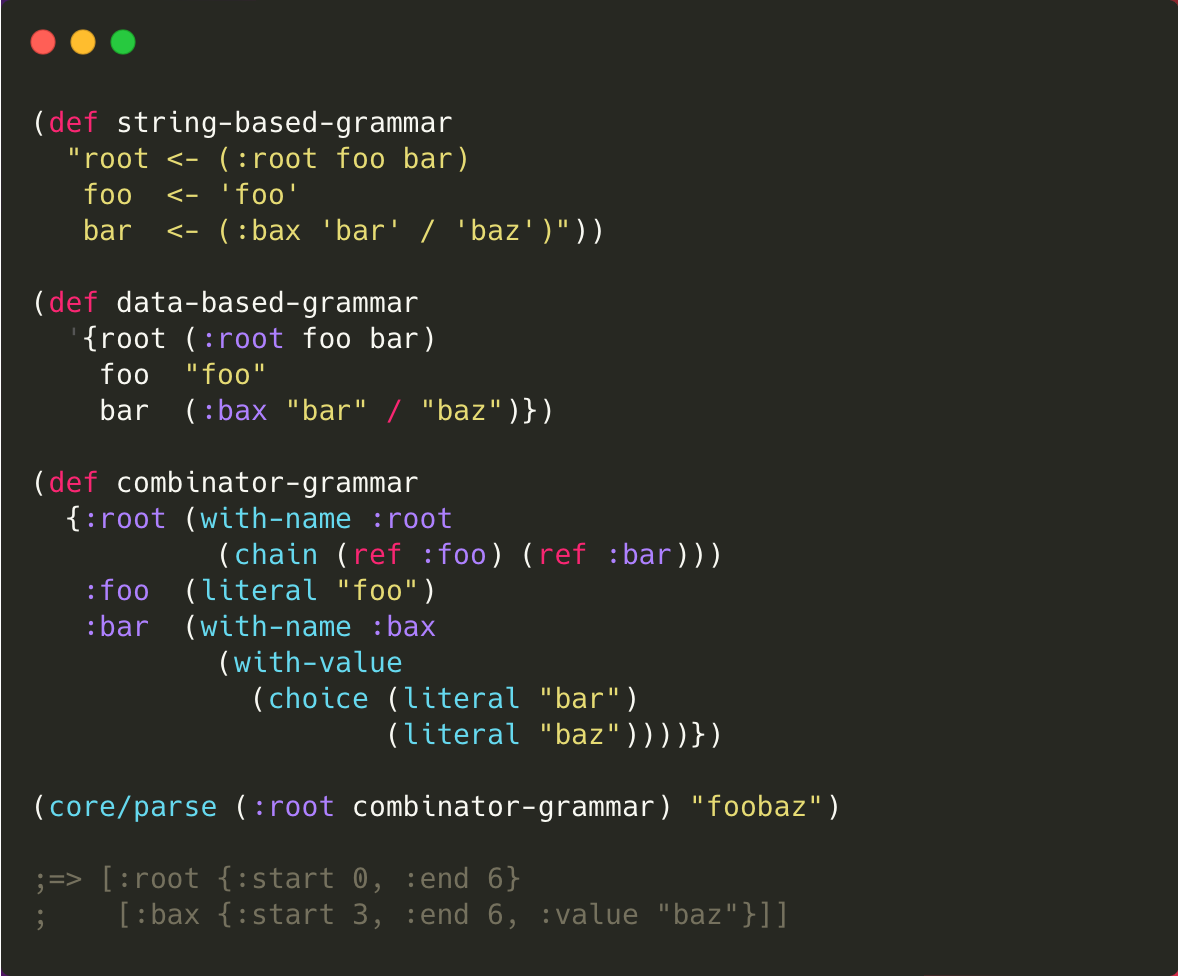 (def string-based-grammar
  "root <- (:root foo bar)
   foo  <- 'foo'
   bar  <- (:bax 'bar' / 'baz')"))

(def data-based-grammar
  '{root (:root foo bar)
    foo  "foo"
    bar  (:bax "bar" / "baz")})

(def combinator-grammar
  {:root (with-name :root
           (chain (ref :foo) (ref :bar)))
   :foo  (literal "foo")
   :bar  (with-name :bax
           (with-value
             (choice (literal "bar")
                     (literal "baz"))))})

(core/parse (:root combinator-grammar) "foobaz")

;=> [:root {:start 0, :end 6}
;    [:bax {:start 3, :end 6, :value "baz"}]]